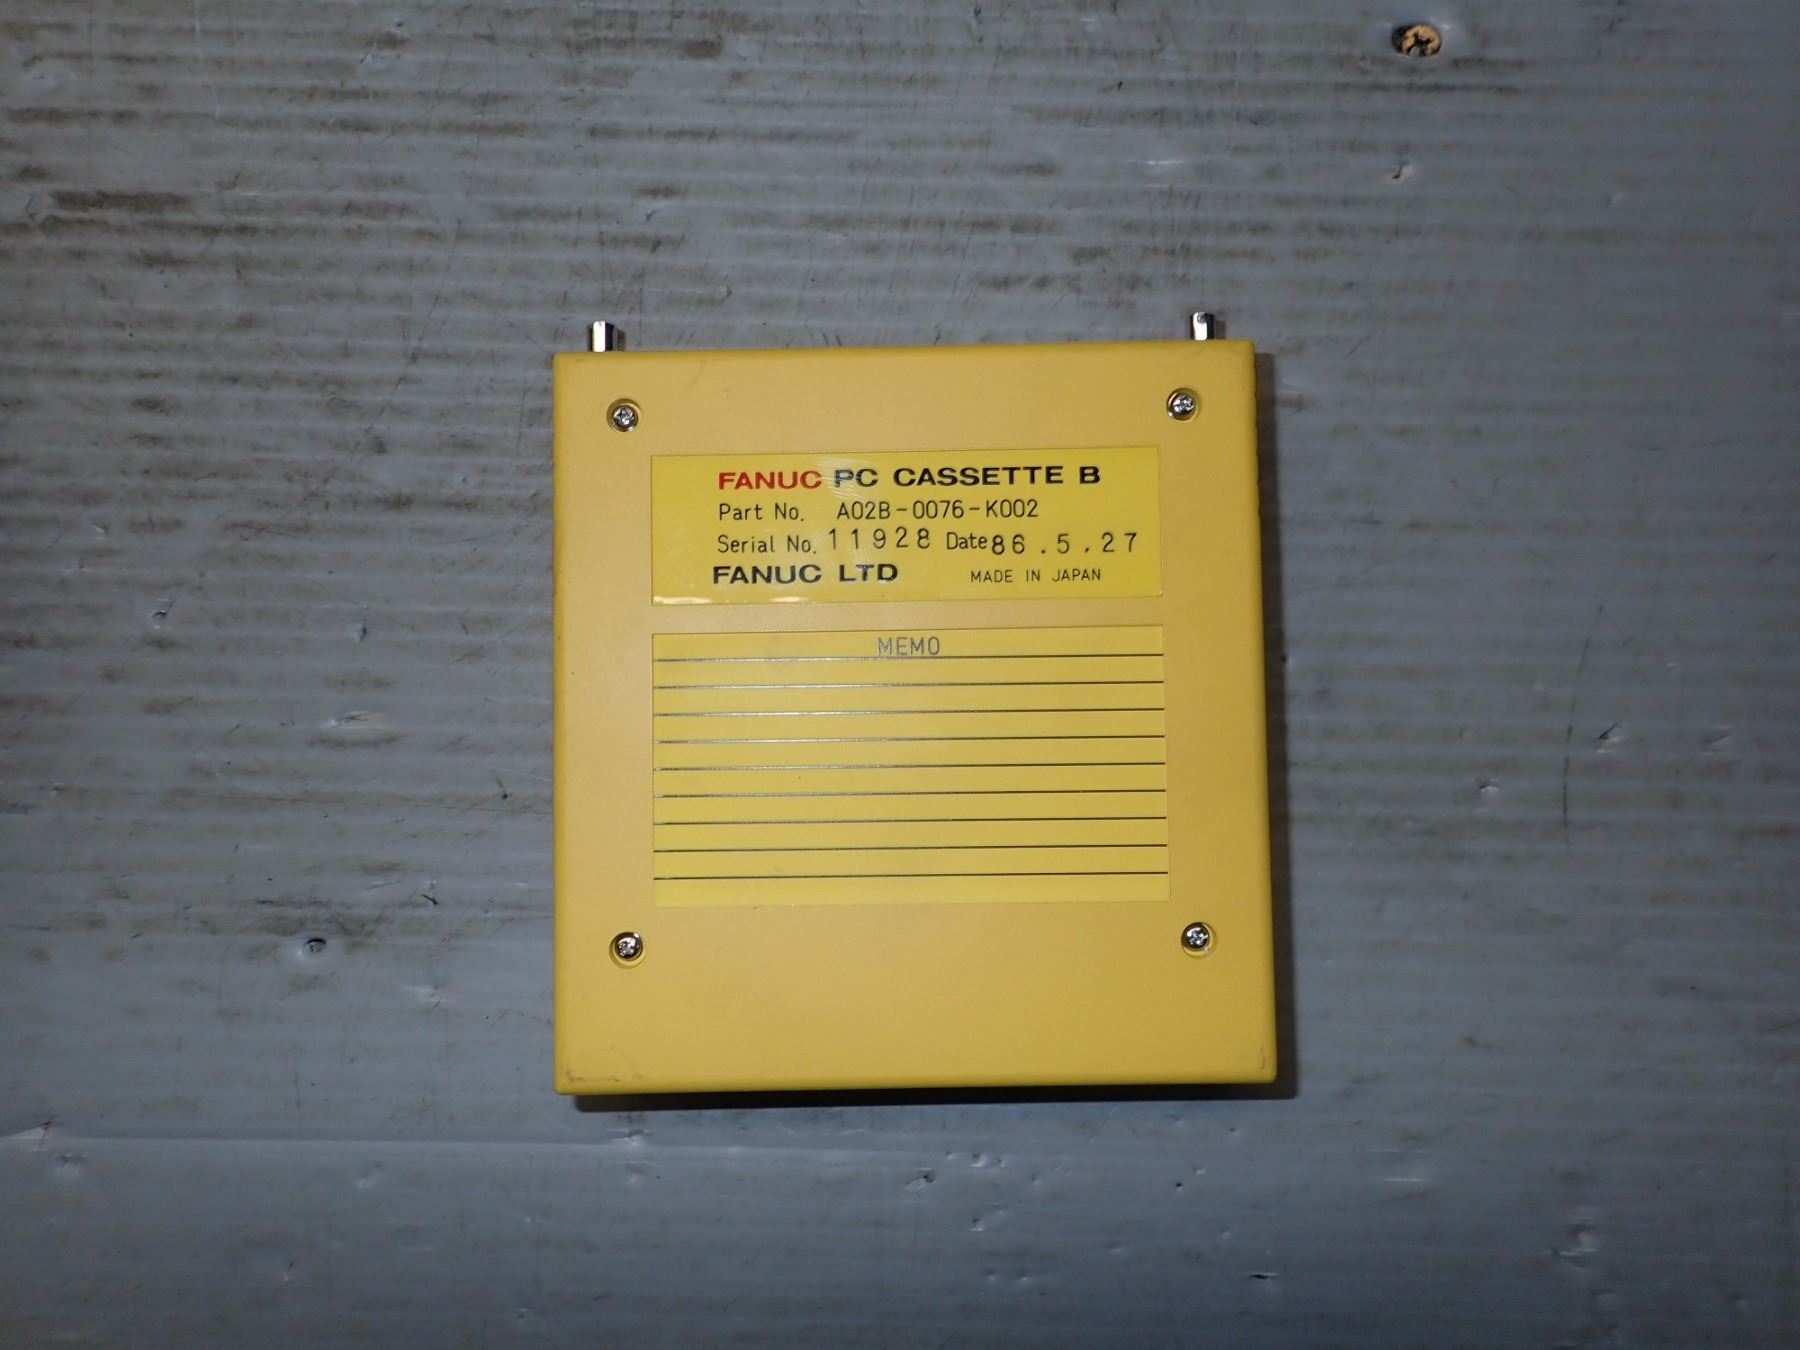 FANUC PC CASSETTE B
Part No. A02B-0076-K002
Serial No. 11928 Date 86.5.27
FANUC LTD MADE IN JAPAN
MEMO